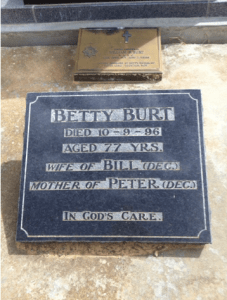 BETTY BURT
DIED 10-9-96
AGED 77 YRS.
WIFE OF BILL (DEC.)
MOTHER OF PETER (DEC.)
IN GOD'S CARE.